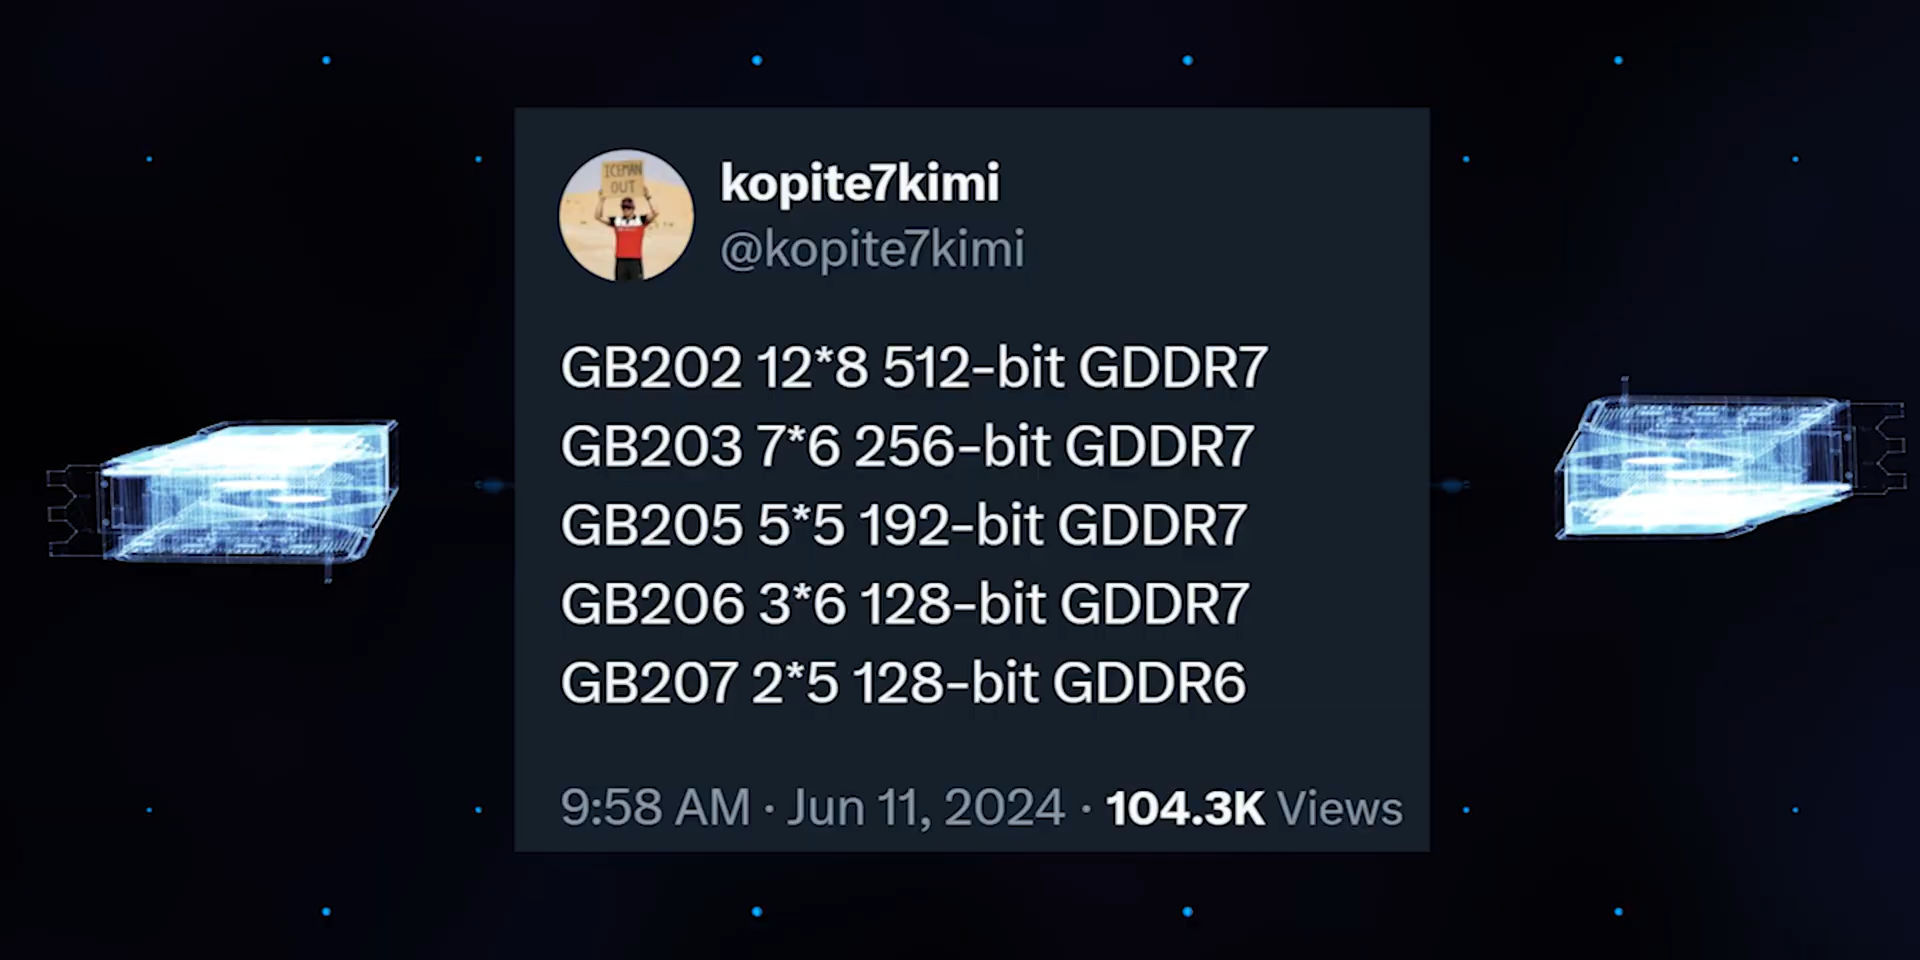 ICEMAN
OUT
kopite7kimi
@kopite7kimi
GB202 12*8 512-bit GDDR7
GB203 7*6 256-bit GDDR7
GB205 5*5 192-bit GDDR7
GB206 3*6 128-bit GDDR7
GB207 2*5 128-bit GDDR6
9:58 AM · Jun 11, 2024 · 104.3K Views